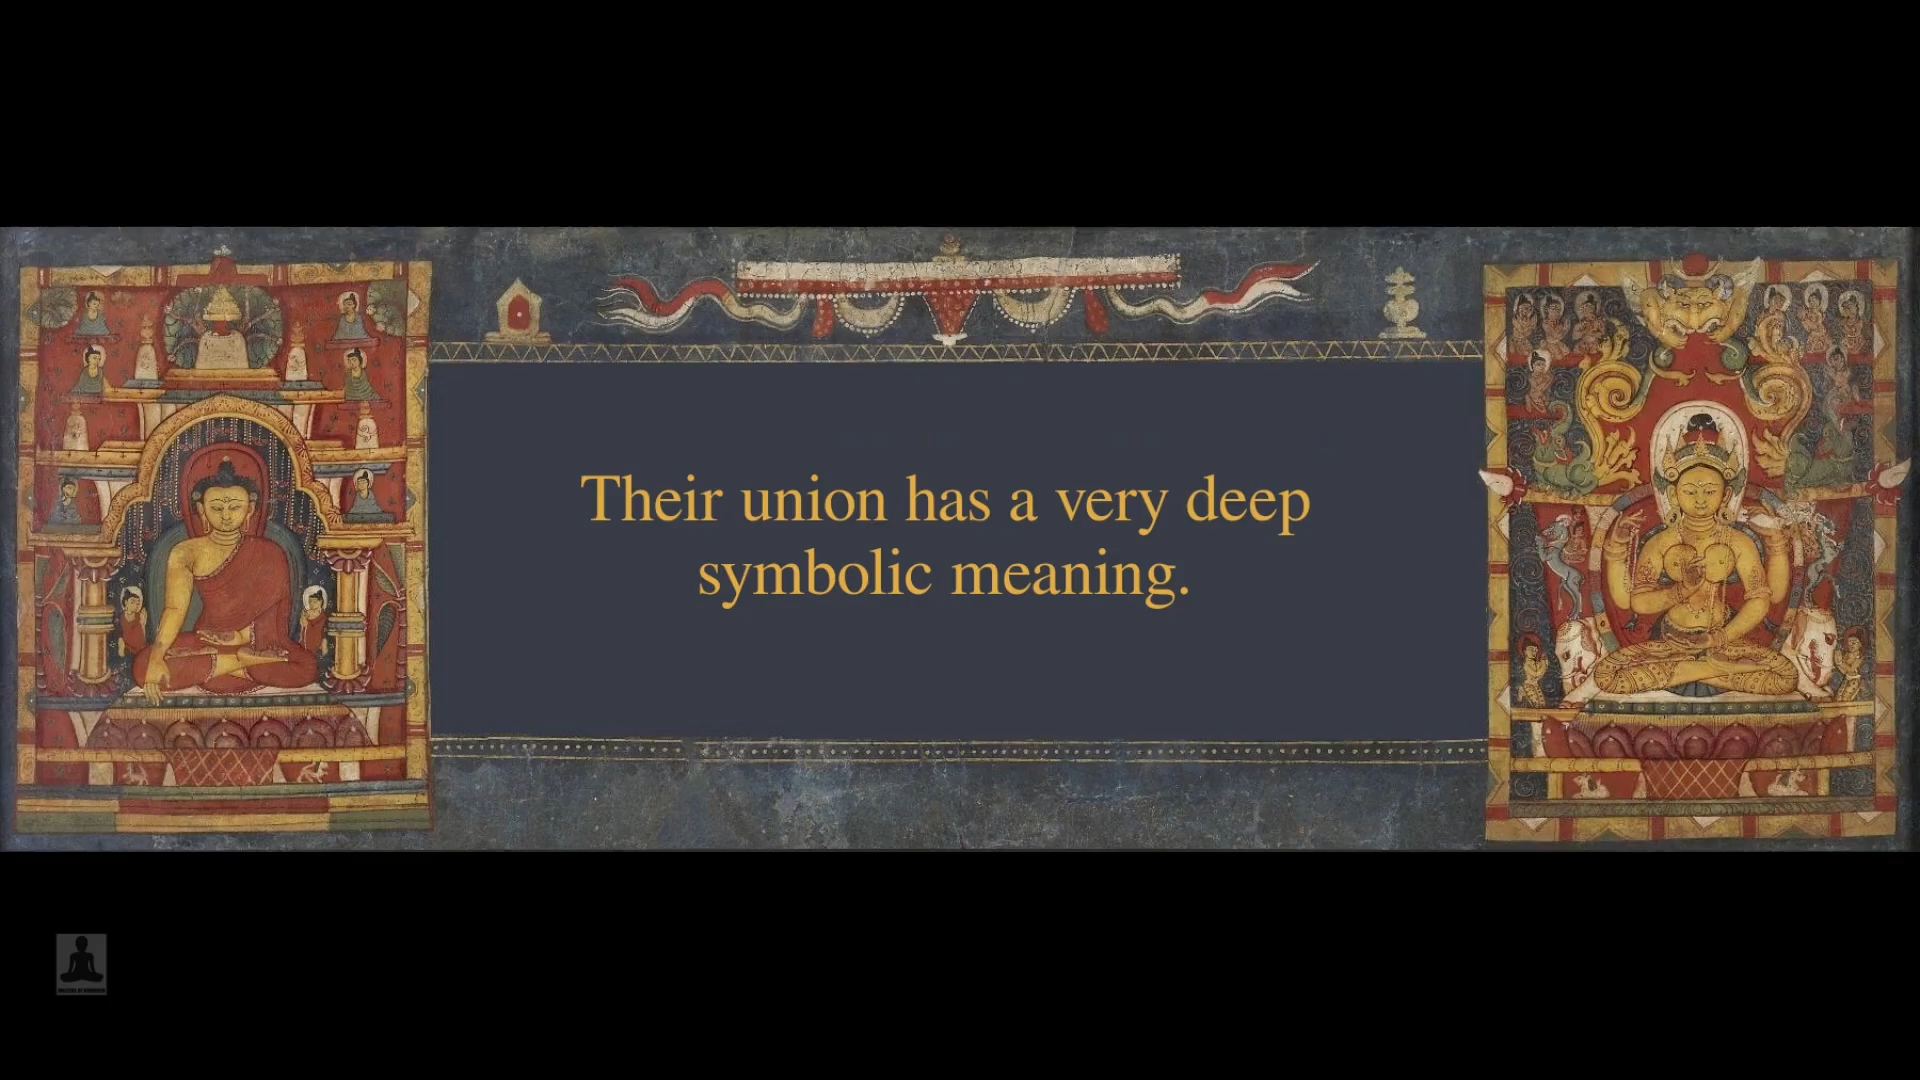 Their union has a very deep
symbolic meaning.